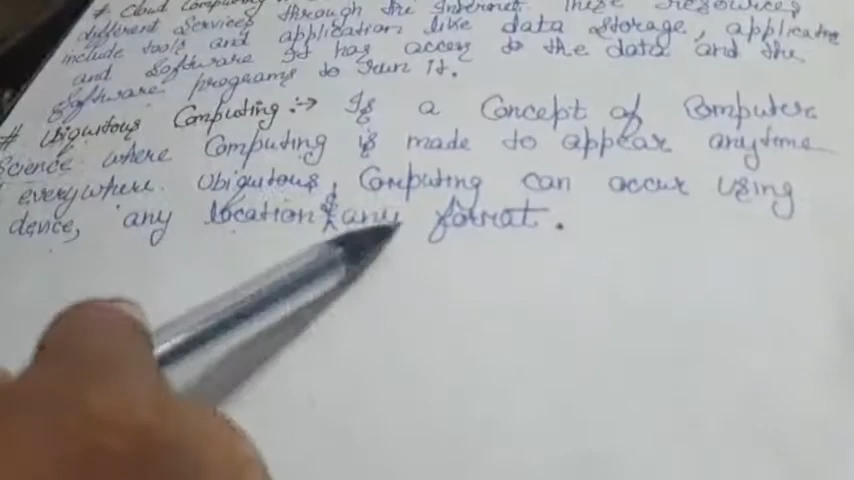 # Cloud Computing
different Services through the Internet. These resources
include tools and application like data storage, applicatre
and Software It has access to the data and the
Software programs to run it.
# Ubiquitous Computing :-> Is a Concept of Computer
Science where Computing is made to appear anytime
everywhere. Ubiquitous, Computing can occur using
device, any location & any format.